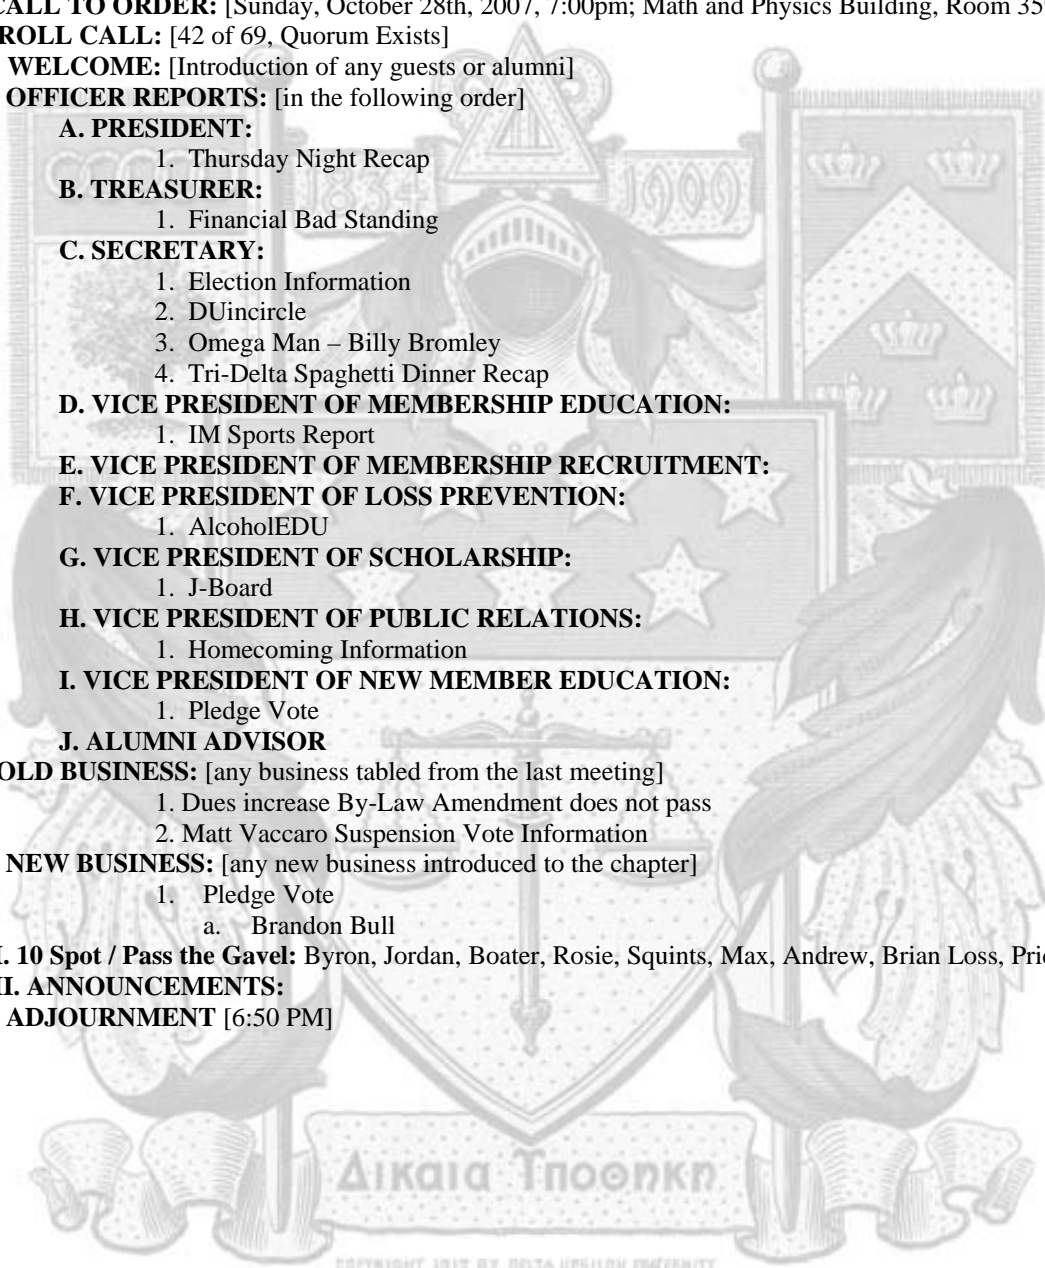 CALL TO ORDER: [Sunday, October 28th, 2007, 7:00pm; Math and Physics Building, Room 359
ROLL CALL: [42 of 69, Quorum Exists]
WELCOME: [Introduction of any guests or alumni]
OFFICER REPORTS: [in the following order]
A. PRESIDENT:
1. Thursday Night Recap
1834 1909
B. TREASURER:
1. Financial Bad Standing
C. SECRETARY:
1. Election Information
2. DUincircle
3. Omega Man – Billy Bromley
4. Tri-Delta Spaghetti Dinner Recap
D. VICE PRESIDENT OF MEMBERSHIP EDUCATION:
1. IM Sports Report
E. VICE PRESIDENT OF MEMBERSHIP RECRUITMENT:
F. VICE PRESIDENT OF LOSS PREVENTION:
1. AlcoholEDU
G. VICE PRESIDENT OF SCHOLARSHIP:
1. J-Board
H. VICE PRESIDENT OF PUBLIC RELATIONS:
1. Homecoming Information
I. VICE PRESIDENT OF NEW MEMBER EDUCATION:
1. Pledge Vote
J. ALUMNI ADVISOR
OLD BUSINESS: [any business tabled from the last meeting]
1. Dues increase By-Law Amendment does not pass
2. Matt Vaccaro Suspension Vote Information
NEW BUSINESS: [any new business introduced to the chapter]
1. Pledge Vote
a. Brandon Bull
I. 10 Spot / Pass the Gavel: Byron, Jordan, Boater, Rosie, Squints, Max, Andrew, Brian Loss,
II. ANNOUNCEMENTS:
ADJOURNMENT [6:50 PM]
Δικαια Υποθηκη
COPYRIGHT 1912 BY DELTA UPSILON FRATERNITY